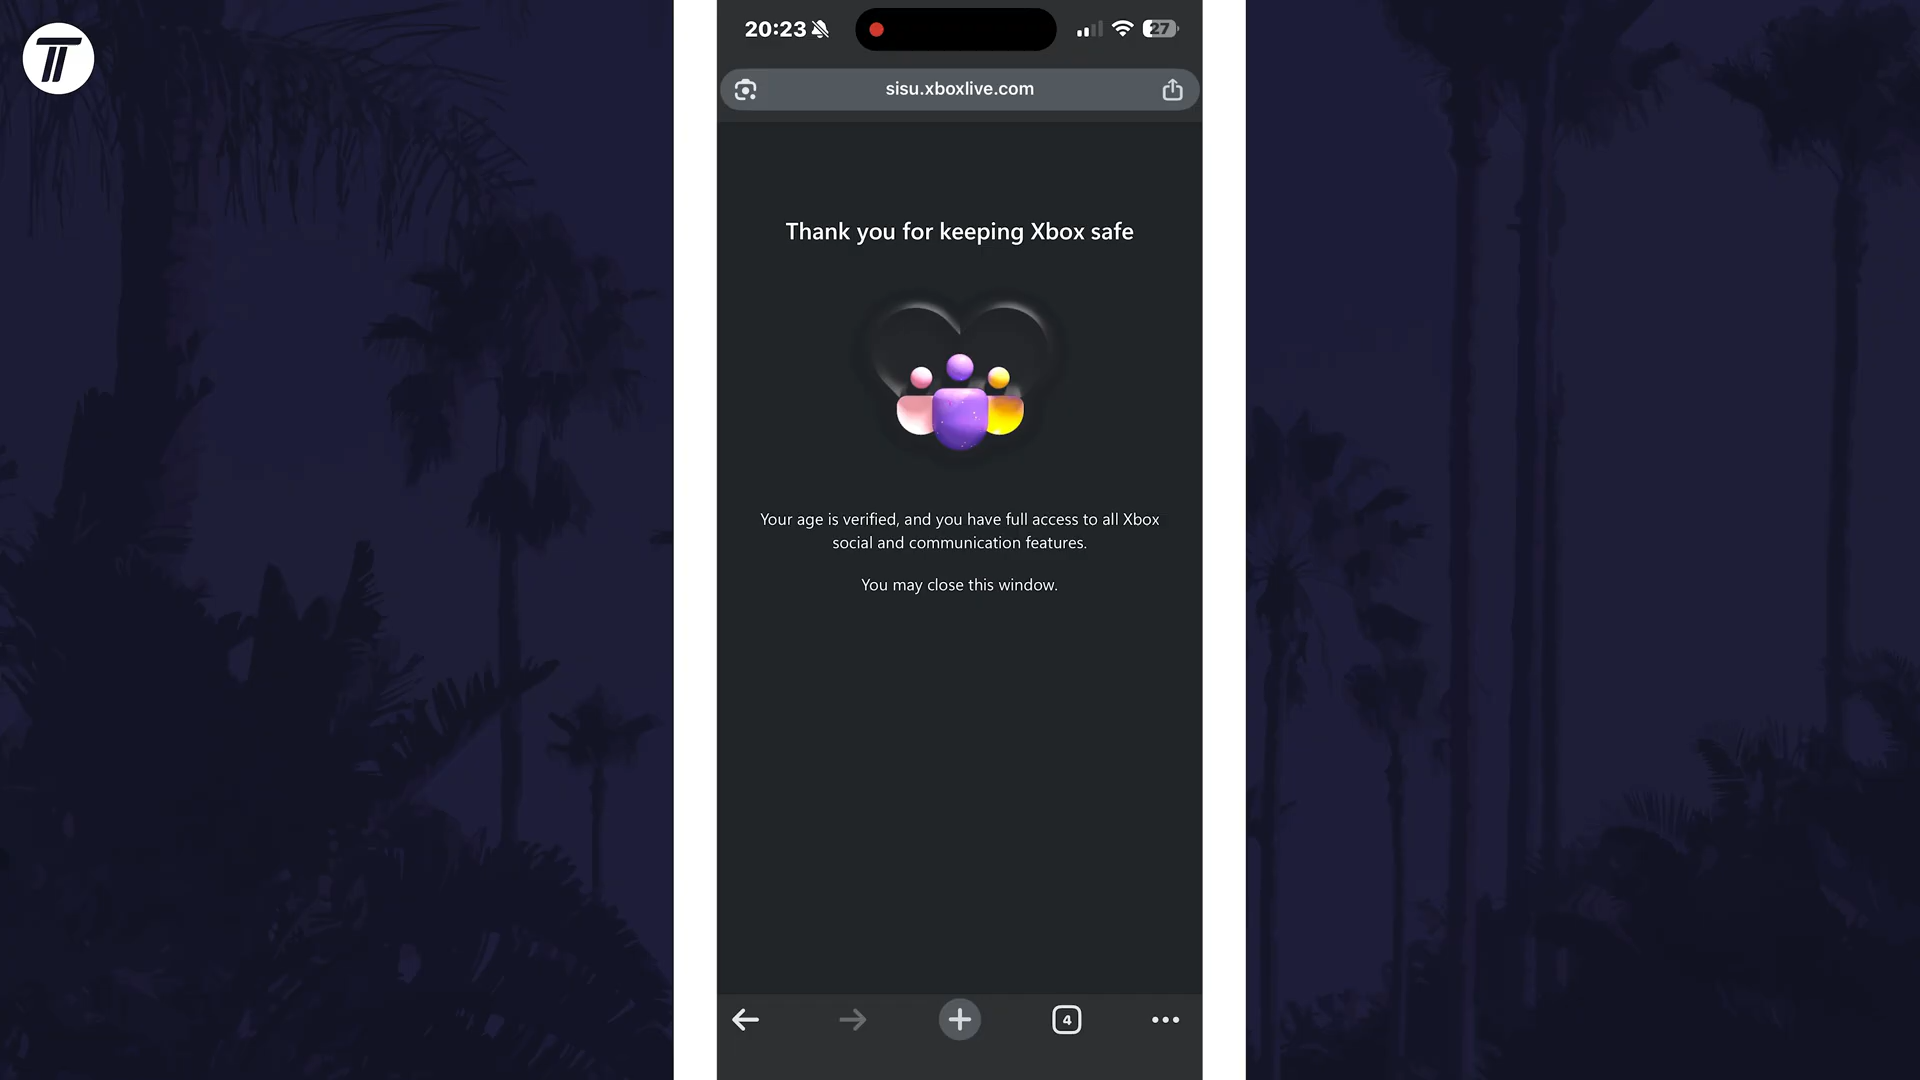 20:23
27
sisu.xboxlive.com
Thank you for keeping Xbox safe
Your age is verified, and you have full access to all Xbox
social and communication features.
You may close this window.
4